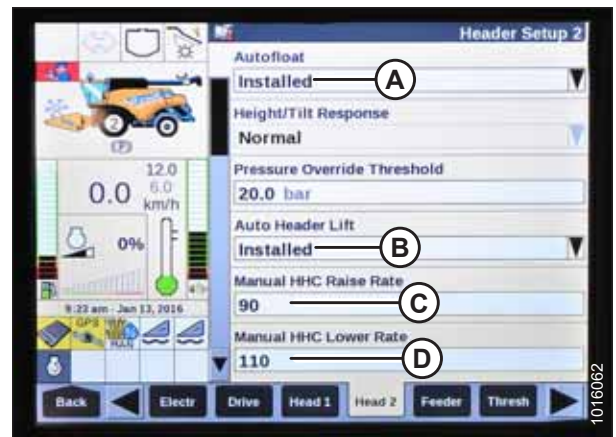 Header Setup 2
Autofloat
Installed
A
Height/Tilt Response
Normal
Pressure Override Threshold
20.0 bar
Auto Header Lift
Installed
B
Manual HHC Raise Rate
90
C
Manual HHC Lower Rate
110
D
2
(P)
12.0
0.0 6.0
km/h
0%
9:23 am - Jan 13, 2016
GPS
Back
Electr
Drive
Head 1
Head 2
Feeder
Thresh
1016062